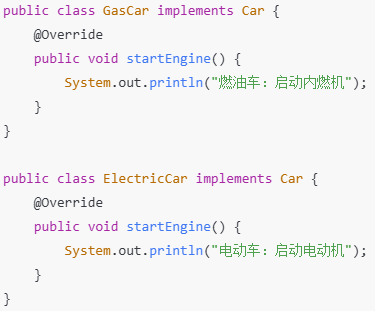 public class GasCar implements Car {
    @Override
    public void startEngine() {
        System.out.println("燃油车：启动内燃机");
    }
}

public class ElectricCar implements Car {
    @Override
    public void startEngine() {
        System.out.println("电动车：启动电动机");
    }
}